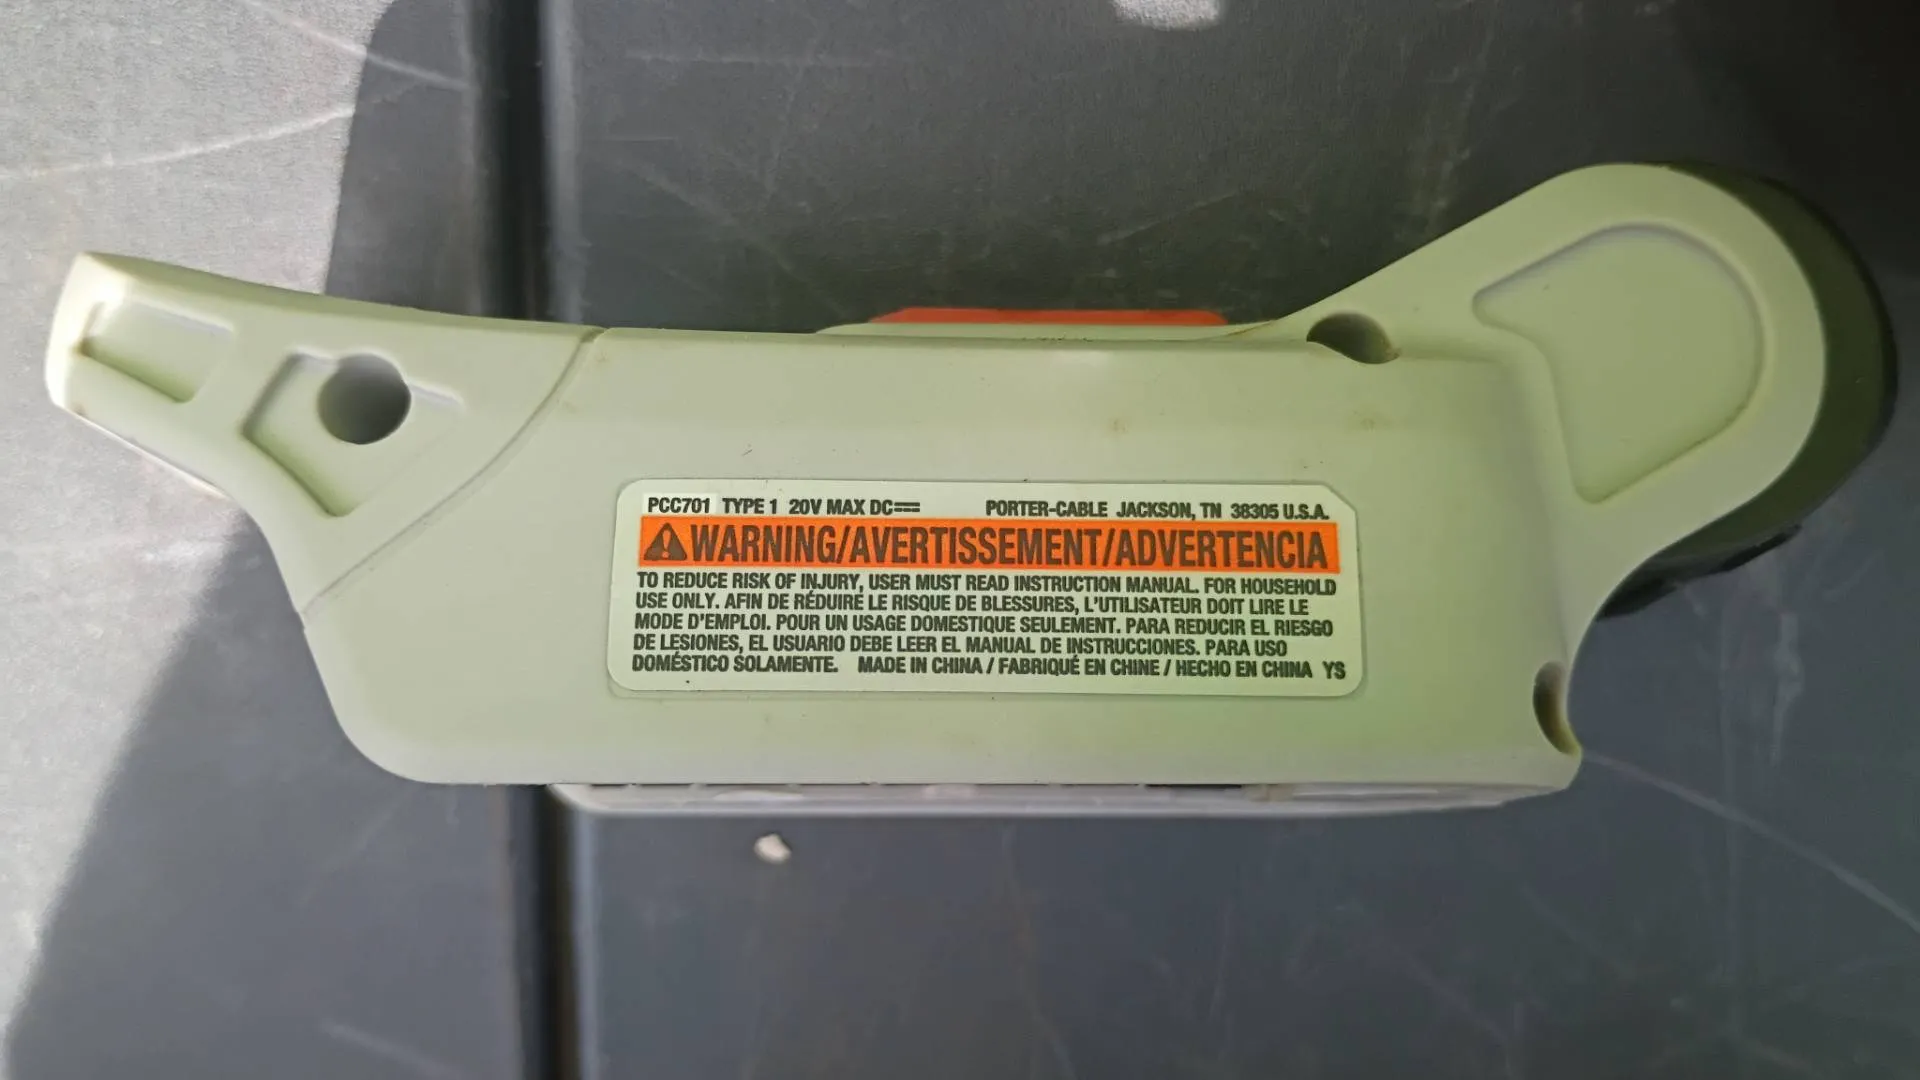 PCC701 TYPE 1 20V MAX DC PORTER-CABLE JACKSON, TN 38305 U.S.A.
WARNING/AVERTISSEMENT/ADVERTENCIA
TO REDUCE RISK OF INJURY, USER MUST READ INSTRUCTION MANUAL. FOR HOUSEHOLD
USE ONLY. AFIN DE RÉDUIRE LE RISQUE DE BLESSURES, L'UTILISATEUR DOIT LIRE LE
MODE D'EMPLOI. POUR UN USAGE DOMESTIQUE SEULEMENT. PARA REDUCIR EL RIESGO
DE LESIONES, EL USUARIO DEBE LEER EL MANUAL DE INSTRUCCIONES. PARA USO
DOMÉSTICO SOLAMENTE. MADE IN CHINA / FABRIQUÉ EN CHINE / HECHO EN CHINA YS